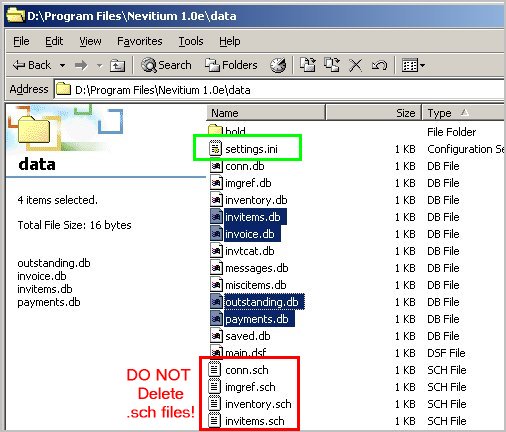 D:\Program Files\Nevitium 1.0e\data
File Edit View Favorites Tools Help
Back Search Folders
Address D:\Program Files\Nevitium 1.0e\data
Name Size Type
hold File Folder
settings.ini 1 KB Configuration Se
conn.db 1 KB DB File
imgref.db 1 KB DB File
inventory.db 1 KB DB File
invitems.db 1 KB DB File
invoice.db 1 KB DB File
invtcat.db 1 KB DB File
messages.db 1 KB DB File
miscitems.db 1 KB DB File
outstanding.db 1 KB DB File
payments.db 1 KB DB File
saved.db 1 KB DB File
main.dsf 1 KB DSF File
conn.sch 1 KB SCH File
imgref.sch 1 KB SCH File
inventory.sch 1 KB SCH File
invitems.sch 1 KB SCH File
data
4 items selected.
Total File Size: 16 bytes
outstanding.db
invoice.db
invitems.db
payments.db
DO NOT
Delete
.sch files!